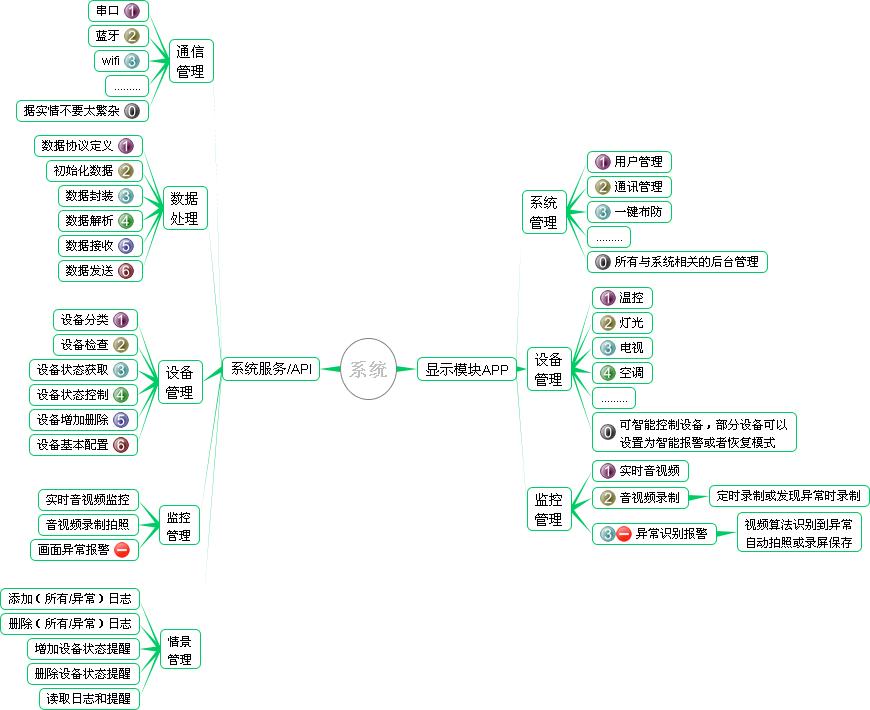 系统
系统服务/API
通信
管理
串口 1
蓝牙 2
wifi 3
.........
据实情不要太繁杂 0
数据
处理
数据协议定义 1
初始化数据 2
数据封装 3
数据解析 4
数据接收 5
数据发送 6
设备
管理
设备分类 1
设备检查 2
设备状态获取 3
设备状态控制 4
设备增加删除 5
设备基本配置 6
监控
管理
实时音视频监控
音视频录制拍照
画面异常报警
情景
管理
添加（所有/异常）日志
删除（所有/异常）日志
增加设备状态提醒
删除设备状态提醒
读取日志和提醒
显示模块APP
系统
管理
1 用户管理
2 通讯管理
3 一键布防
.........
0 所有与系统相关的后台管理
设备
管理
1 温控
2 灯光
3 电视
4 空调
.........
0 可智能控制设备，部分设备可以
设置为智能报警或者恢复模式
监控
管理
1 实时音视频
2 音视频录制
定时录制或发现异常时录制
3 异常识别报警
视频算法识别到异常
自动拍照或录屏保存